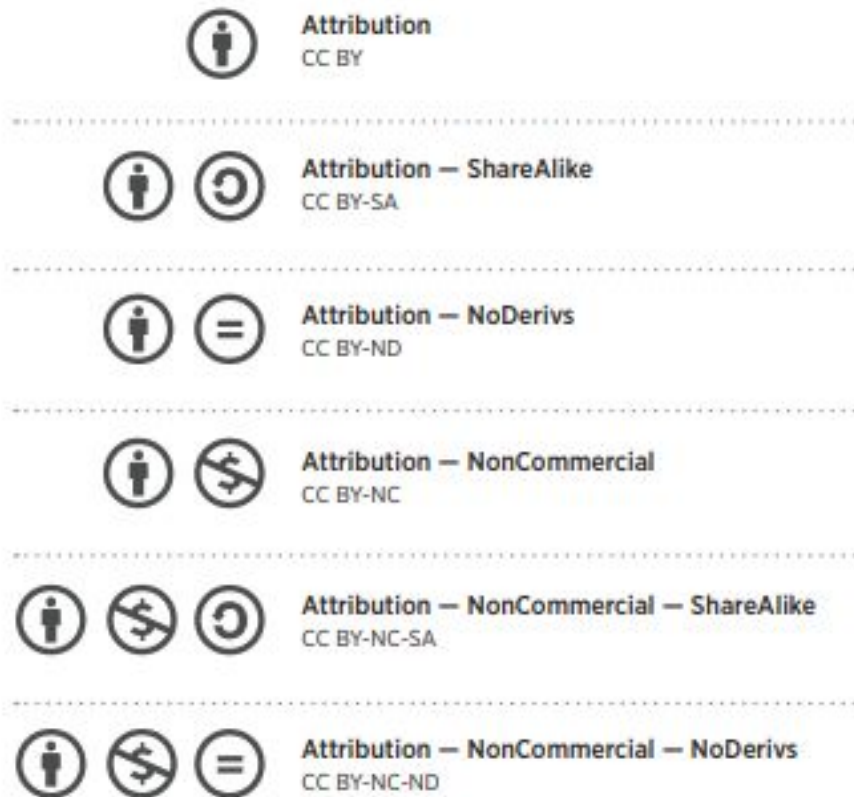 Attribution
CC BY
Attribution — ShareAlike
CC BY-SA
Attribution — NoDerivs
CC BY-ND
Attribution — NonCommercial
CC BY-NC
Attribution — NonCommercial — ShareAlike
CC BY-NC-SA
Attribution — NonCommercial — NoDerivs
CC BY-NC-ND